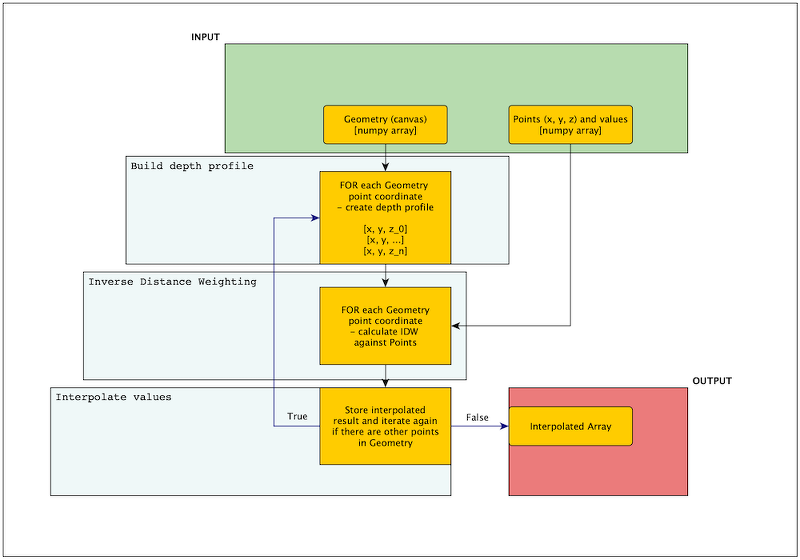 INPUT
Geometry (canvas)
[numpy array]
Points (x, y, z) and values
[numpy array]
Build depth profile
FOR each Geometry
point coordinate
- create depth profile
[x, y, z_0]
[x, y, ...]
[x, y, z_n]
Inverse Distance Weighting
FOR each Geometry
point coordinate
- calculate IDW
against Points
OUTPUT
Interpolate values
True
Store interpolated
result and iterate again
if there are other points
in Geometry
False
Interpolated Array